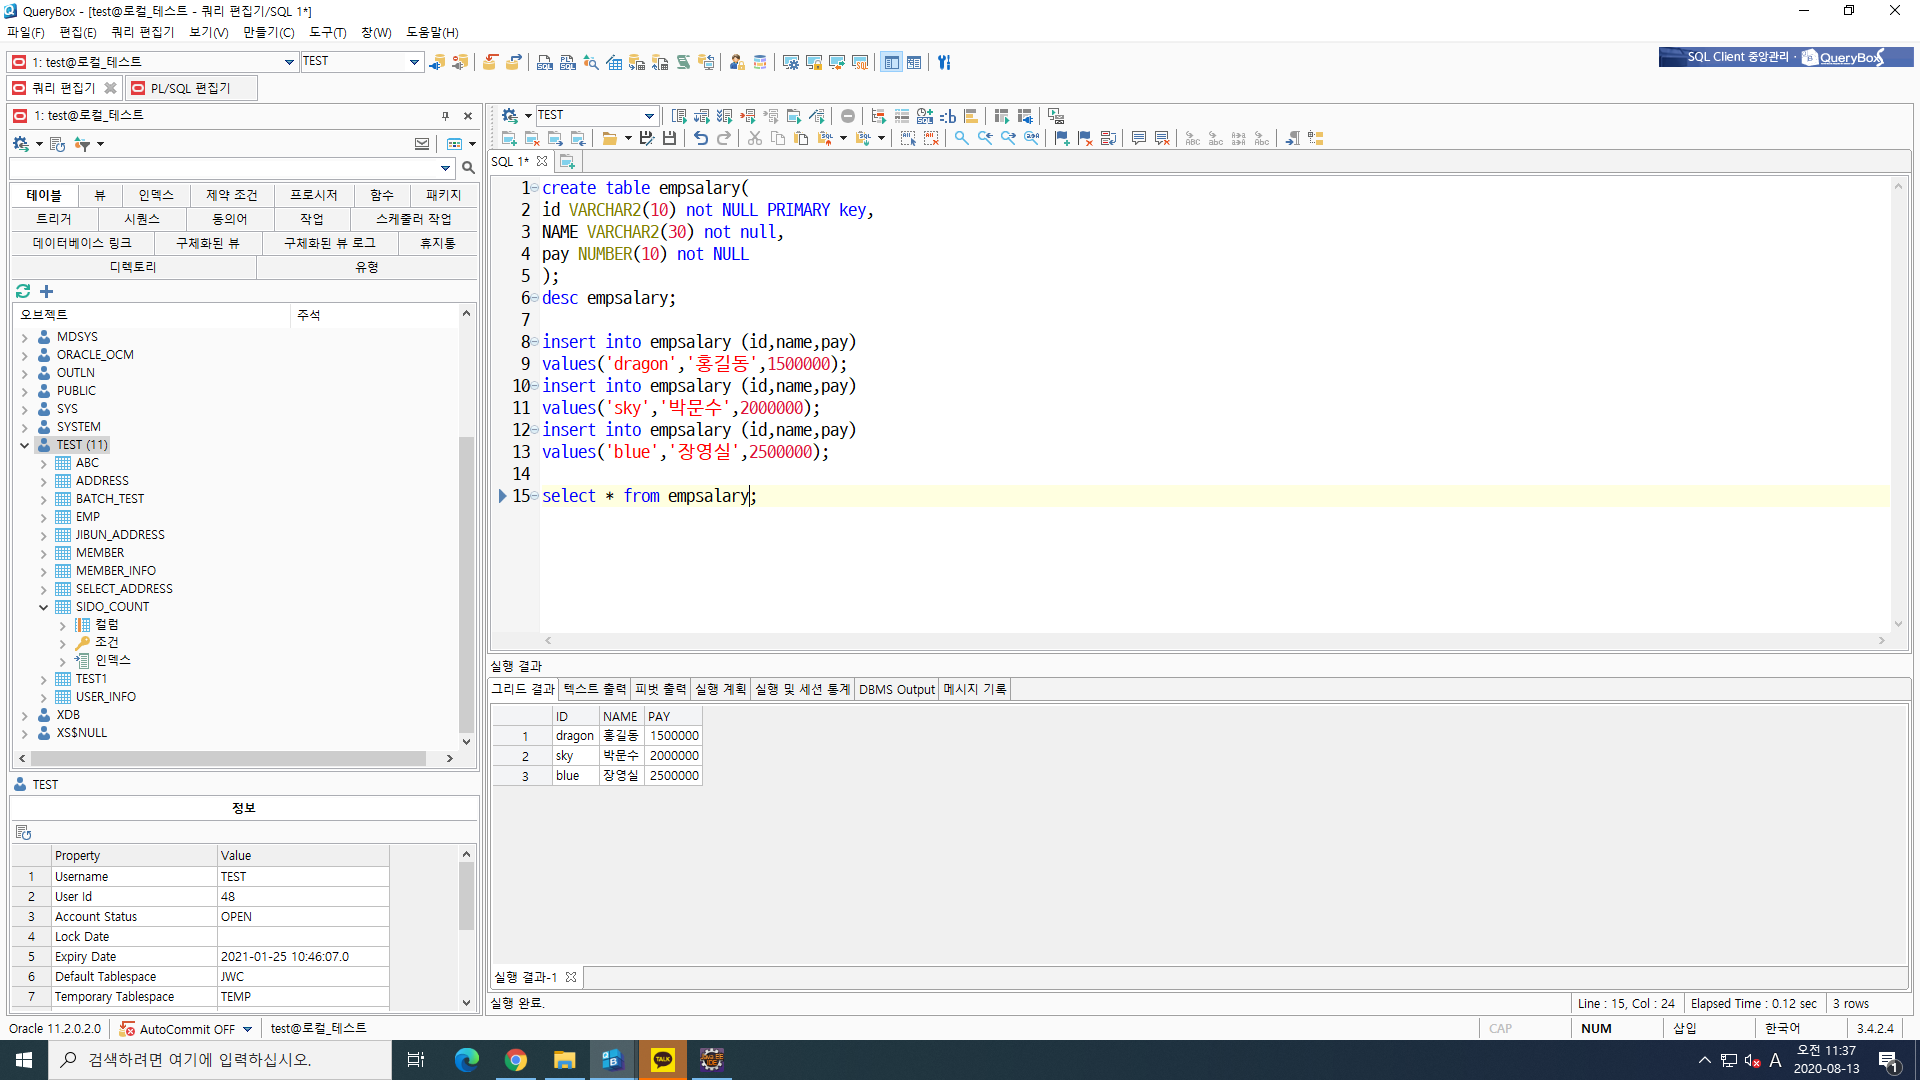 QueryBox - [test@로컬_테스트 - 쿼리 편집기/SQL 1*]
파일(F) 편집(E) 쿼리 편집기 보기(V) 만들기(C) 도구(T) 창(W) 도움말(H)
1: test@로컬_테스트 TEST
SQL Client 중앙관리 · QueryBox
쿼리 편집기
PL/SQL 편집기
1: test@로컬_테스트
TEST
SQL 1*
테이블 뷰 인덱스 제약 조건 프로시저 함수 패키지
트리거 시퀀스 동의어 작업 스케줄러 작업
데이터베이스 링크 구체화된 뷰 구체화된 뷰 로그 휴지통
디렉토리 유형
오브젝트 주석
MDSYS
ORACLE_OCM
OUTLN
PUBLIC
SYS
SYSTEM
TEST (11)
ABC
ADDRESS
BATCH_TEST
EMP
JIBUN_ADDRESS
MEMBER
MEMBER_INFO
SELECT_ADDRESS
SIDO_COUNT
컬럼
조건
인덱스
TEST1
USER_INFO
XDB
XS$NULL
TEST
정보
Property Value
1 Username TEST
2 User Id 48
3 Account Status OPEN
4 Lock Date
5 Expiry Date 2021-01-25 10:46:07.0
6 Default Tablespace JWC
7 Temporary Tablespace TEMP
1 create table empsalary(
2 id VARCHAR2(10) not NULL PRIMARY key,
3 NAME VARCHAR2(30) not null,
4 pay NUMBER(10) not NULL
5 );
6 desc empsalary;
7
8 insert into empsalary (id,name,pay)
9 values('dragon','홍길동',1500000);
10 insert into empsalary (id,name,pay)
11 values('sky','박문수',2000000);
12 insert into empsalary (id,name,pay)
13 values('blue','장영실',2500000);
14
15 select * from empsalary;
실행 결과
그리드 결과 텍스트 출력 피벗 출력 실행 계획 실행 및 세션 통계 DBMS Output 메시지 기록
ID NAME PAY
1 dragon 홍길동 1500000
2 sky 박문수 2000000
3 blue 장영실 2500000
실행 결과-1
실행 완료.
Line : 15, Col : 24 Elapsed Time : 0.12 sec 3 rows
Oracle 11.2.0.2.0 AutoCommit OFF test@로컬_테스트
CAP NUM 삽입 한국어 3.4.2.4
검색하려면 여기에 입력하십시오.
TALK
A
오전 11:37
2020-08-13
1